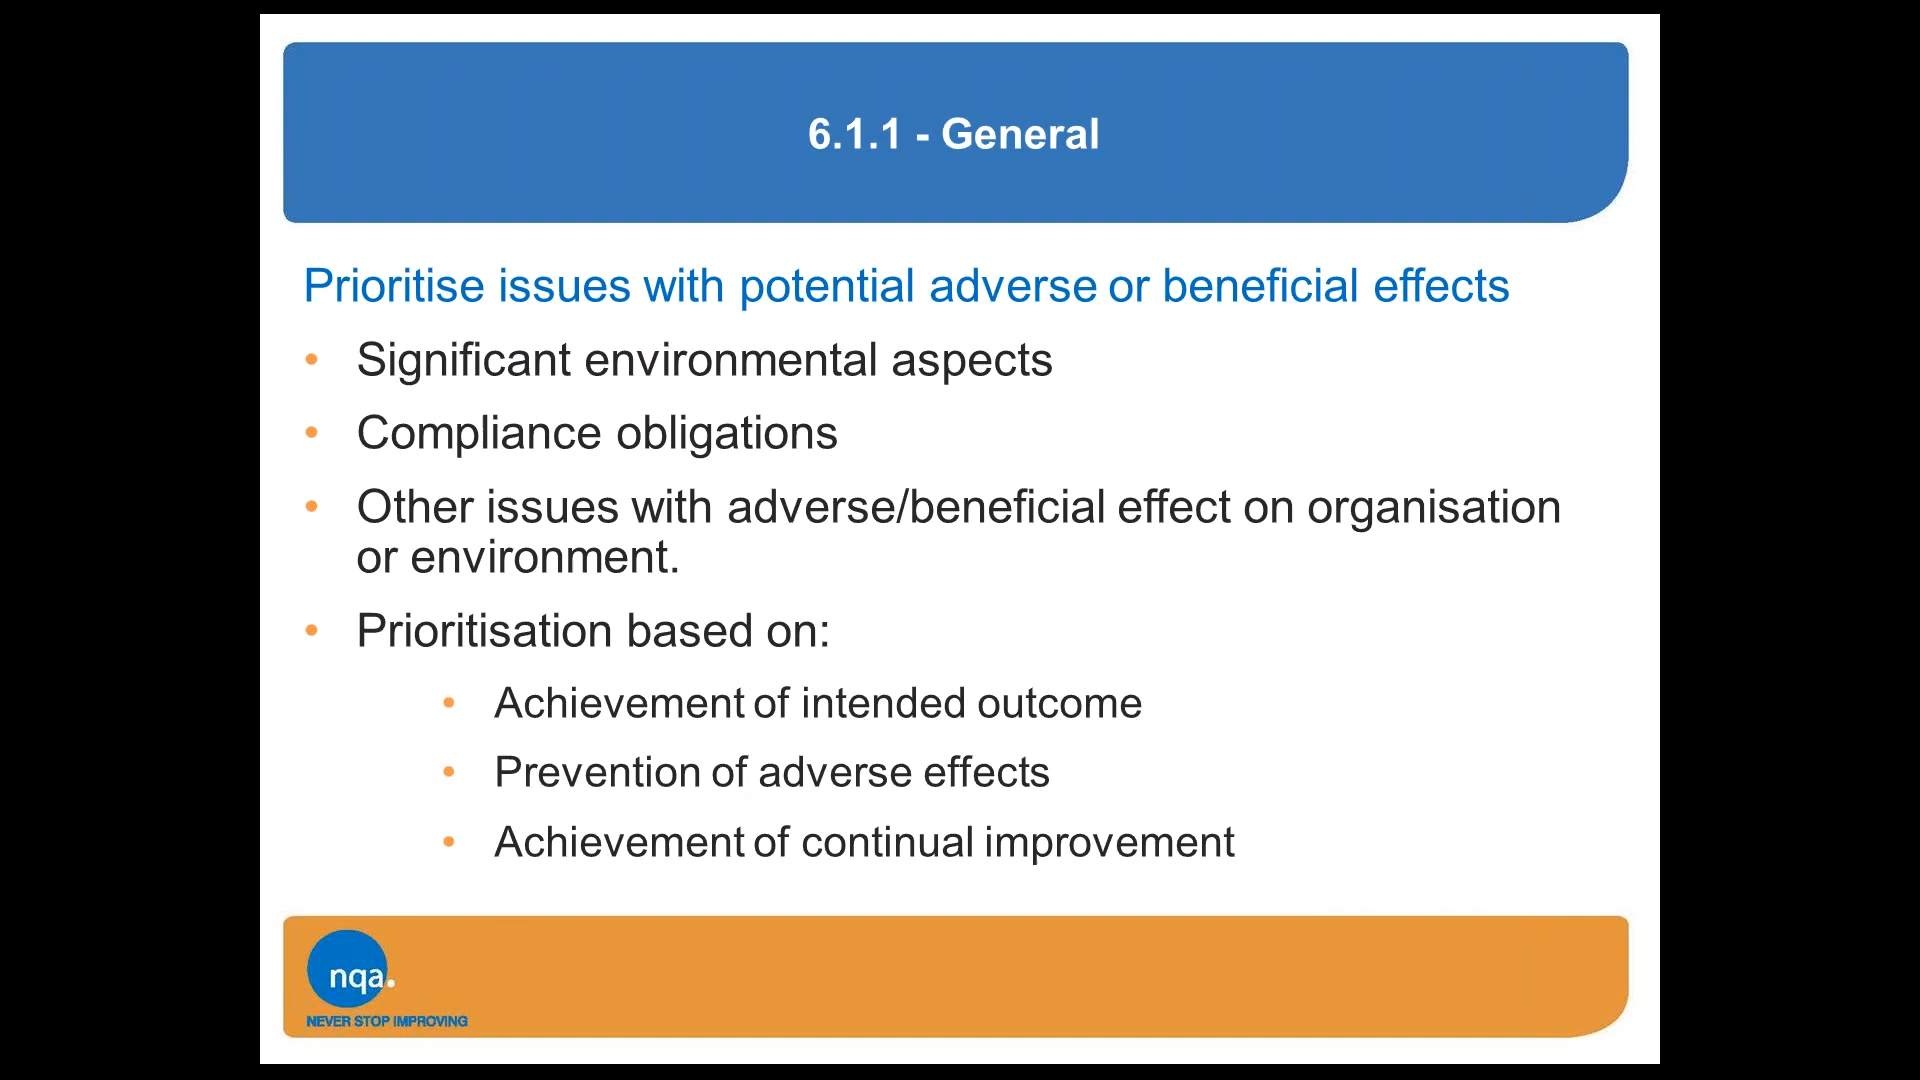 6.1.1 - General
Prioritise issues with potential adverse or beneficial effects
• Significant environmental aspects
• Compliance obligations
• Other issues with adverse/beneficial effect on organisation
or environment.
• Prioritisation based on:
• Achievement of intended outcome
• Prevention of adverse effects
• Achievement of continual improvement
nqa.
NEVER STOP IMPROVING